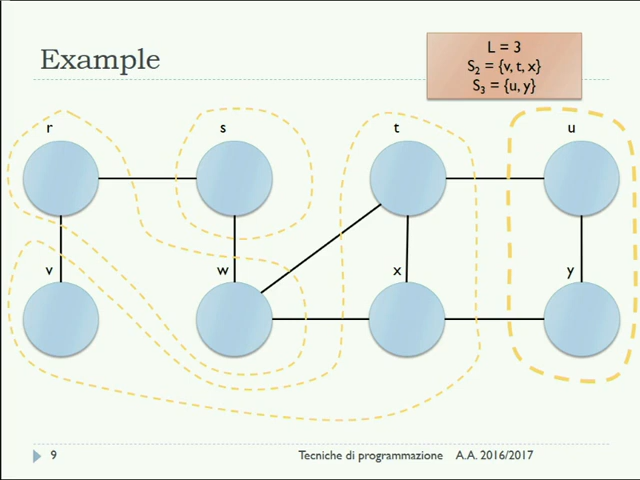 Example
L = 3
S₂ = {v, t, x}
S₃ = {u, y}
r s t u
v w x y
9 Tecniche di programmazione A.A. 2016/2017